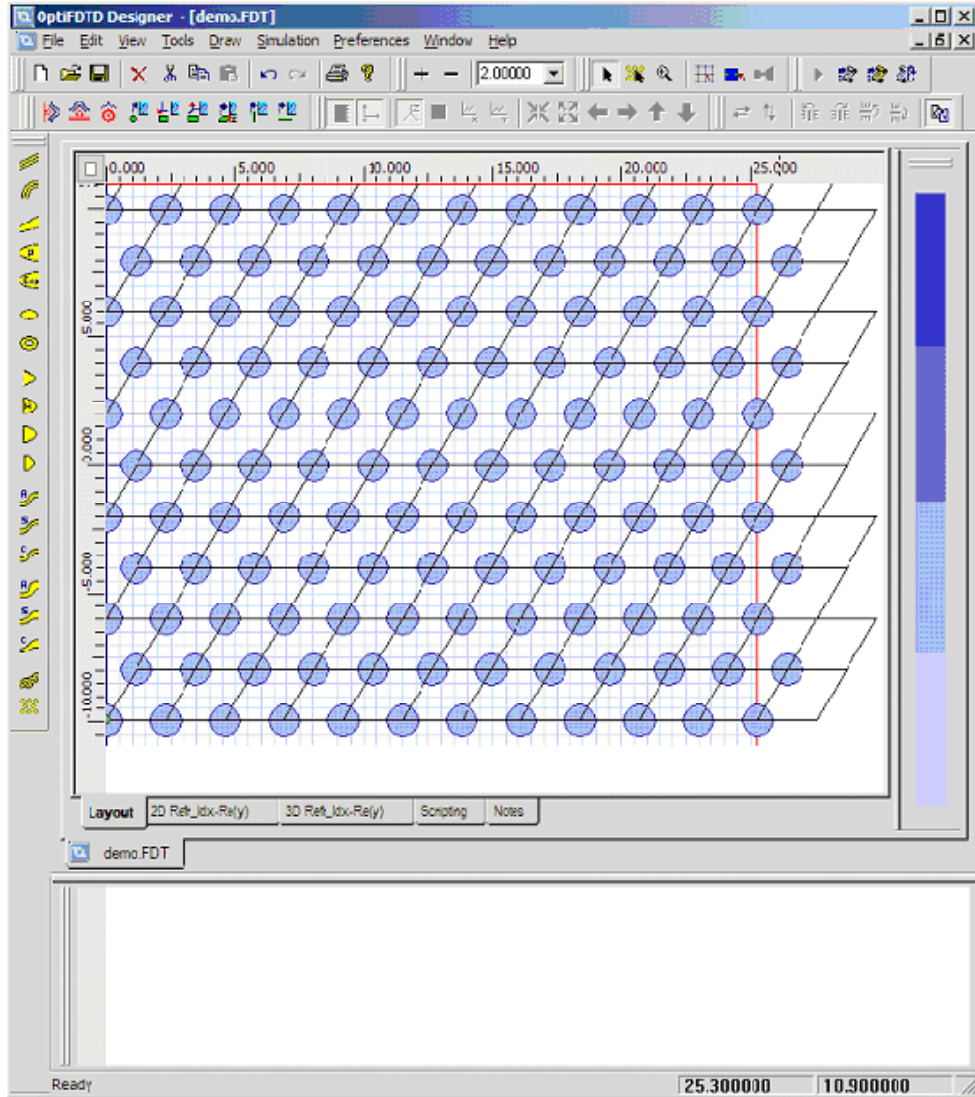 OptiFDTD Designer - [demo.FDT]
File Edit View Tools Draw Simulation Preferences Window Help
2.00000
0.000 5.000 10.000 15.000 20.000 25.000
5.000
0.000
-5.000
-10.000
Layout 2D Refr_Idx-Re(y) 3D Refr_Idx-Re(y) Scripting Notes
demo.FDT
Ready 25.300000 10.900000